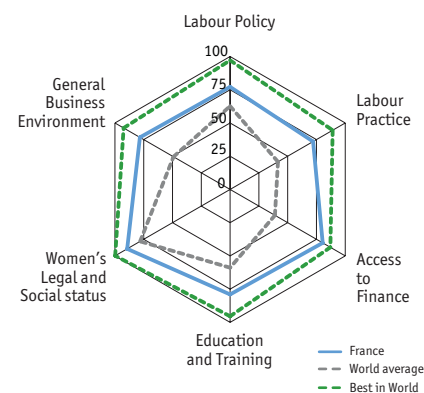 Labour Policy
100
75
50
25
0
General
Business
Environment
Labour
Practice
Women's
Legal and
Social status
Access
to
Finance
Education
and Training
France
World average
Best in World